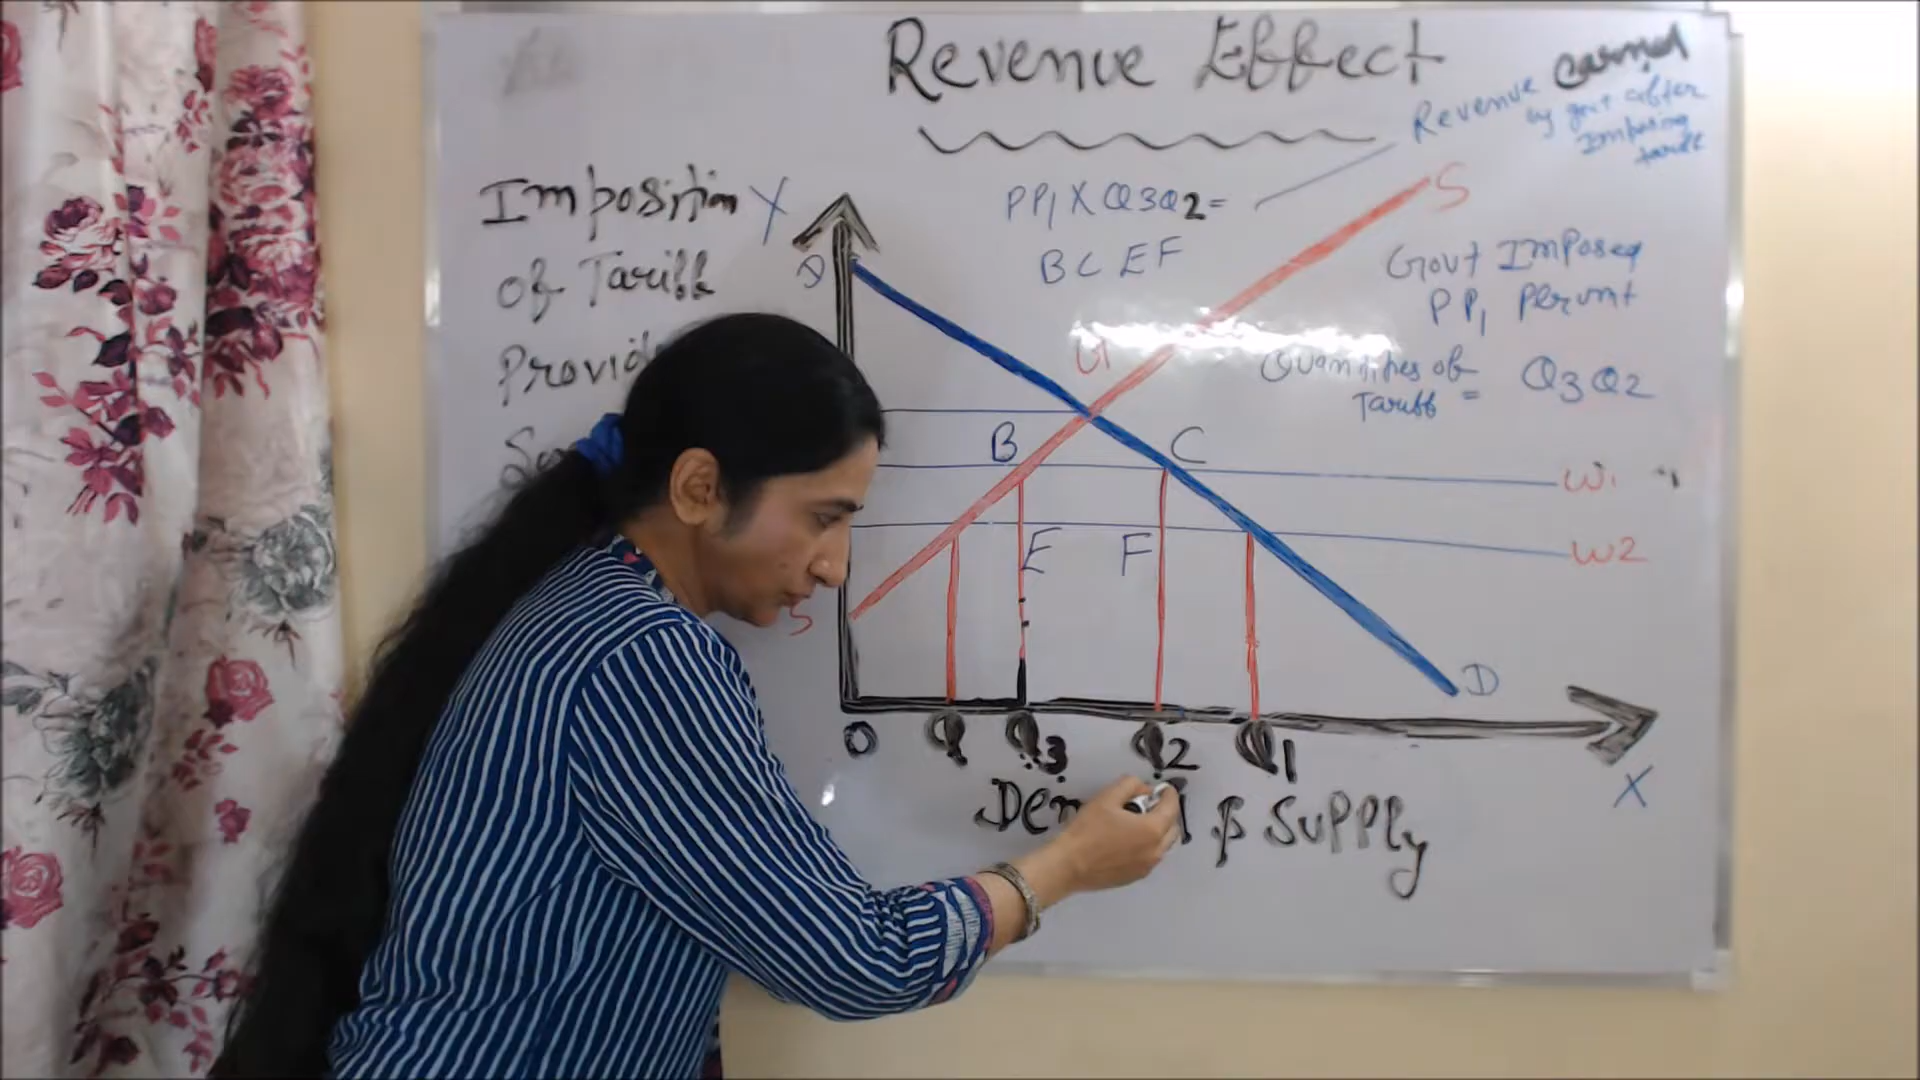 Revenue Effect
Revenue earned
by govt after
Imposing
tariff
Imposition
of Tariff
Y
PP1 X Q3Q2=
BCEF
S
D
Govt Imposed
PP1 Per unit
Quantities of
Tariff = Q3Q2
B
C
W1
E
F
W2
S
D
O
Q
Q3
Q2
Q1
X
& Supply